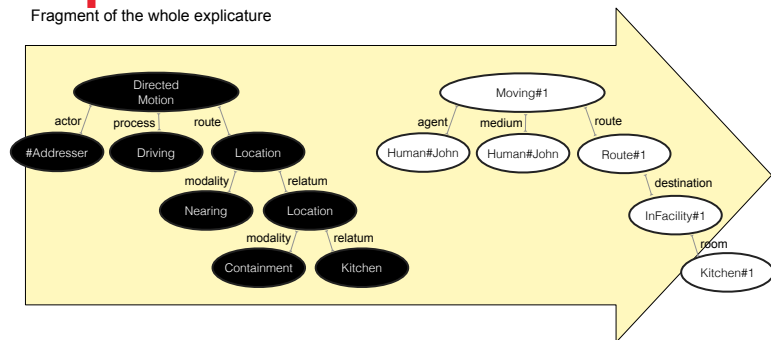 Fragment of the whole explicature
Directed
Motion
Moving#1
actor
process
route
agent
medium
route
#Addresser
Driving
Location
Human#John
Human#John
Route#1
modality
relatum
destination
Nearing
Location
InFacility#1
modality
relatum
room
Containment
Kitchen
Kitchen#1